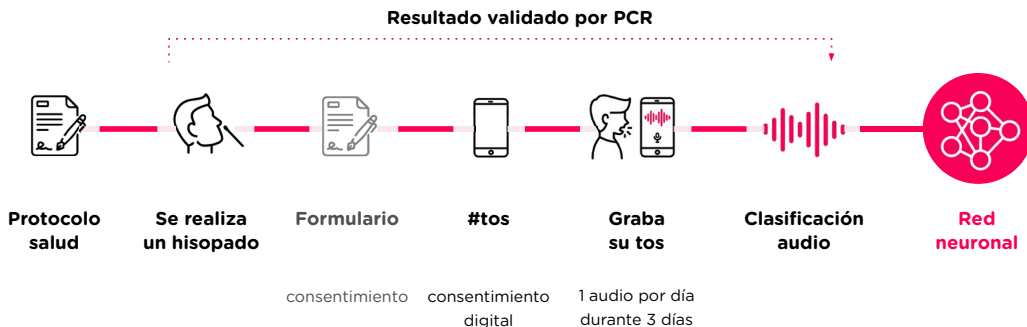 Resultado validado por PCR
Protocolo
salud
Se realiza
un hisopado
Formulario
#tos
Graba
su tos
Clasificación
audio
Red
neuronal
consentimiento
consentimiento
digital
1 audio por día
durante 3 días